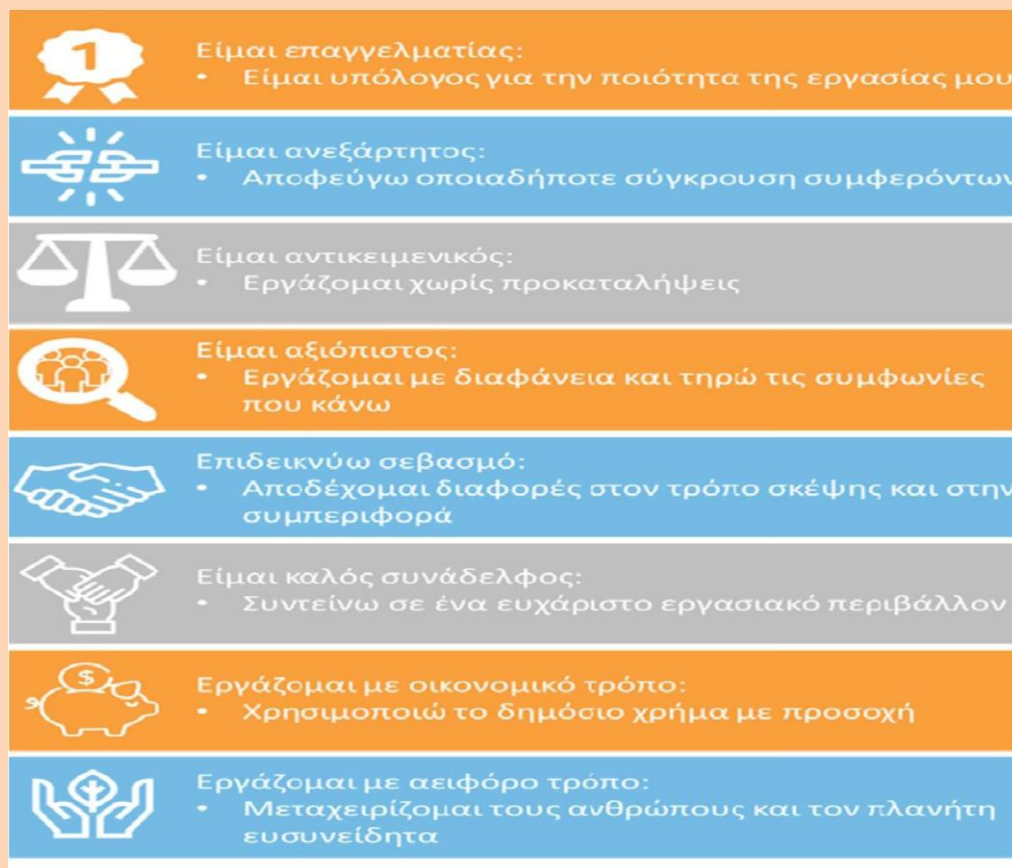 1
Είμαι επαγγελματίας:
• Είμαι υπόλογος για την ποιότητα της εργασίας μου
Είμαι ανεξάρτητος:
• Αποφεύγω οποιαδήποτε σύγκρουση συμφερόντων
Είμαι αντικειμενικός:
• Εργάζομαι χωρίς προκαταλήψεις
Είμαι αξιόπιστος:
• Εργάζομαι με διαφάνεια και τηρώ τις συμφωνίες
που κάνω
Επιδεικνύω σεβασμό:
• Αποδέχομαι διαφορές στον τρόπο σκέψης και στην
συμπεριφορά
Είμαι καλός συνάδελφος:
• Συντείνω σε ένα ευχάριστο εργασιακό περιβάλλον
$
Εργάζομαι με οικονομικό τρόπο:
• Χρησιμοποιώ το δημόσιο χρήμα με προσοχή
Εργάζομαι με αειφόρο τρόπο:
• Μεταχειρίζομαι τους ανθρώπους και τον πλανήτη
ευσυνείδητα